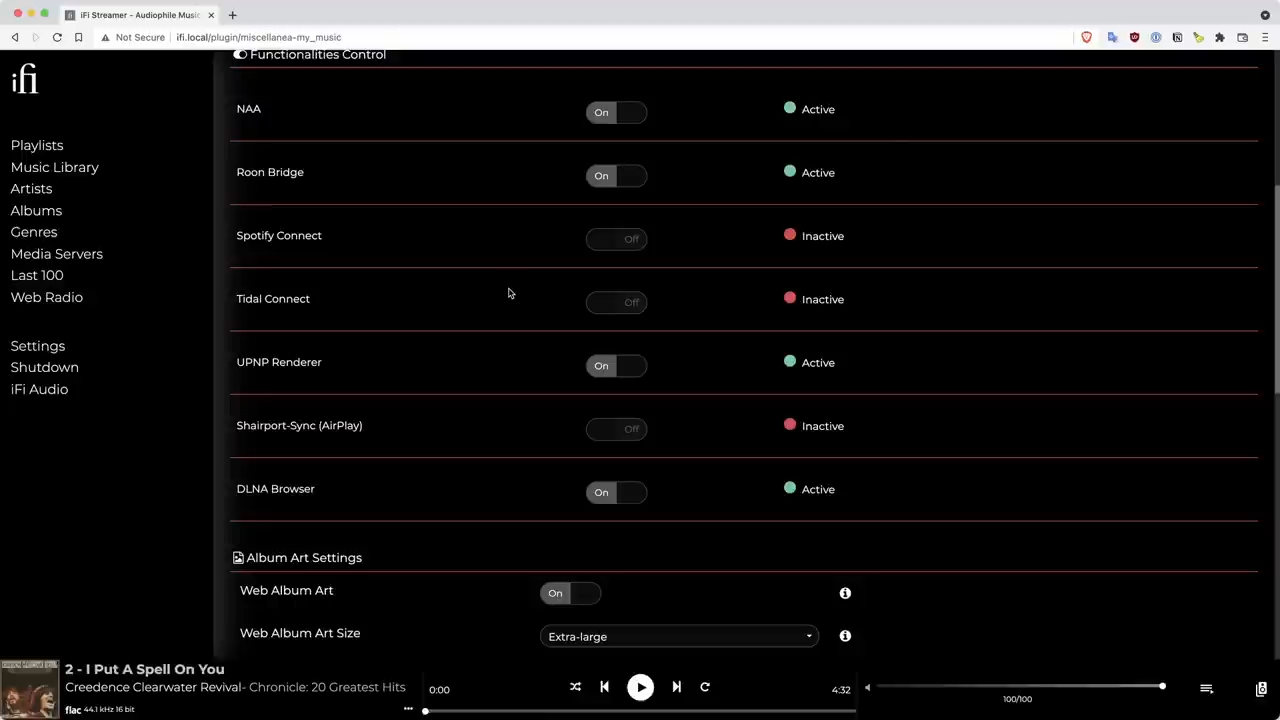 iFi Streamer - Audiophile Music
Not Secure
ifi.local/plugin/miscellanea-my_music
iFi
Playlists
Music Library
Artists
Albums
Genres
Media Servers
Last 100
Web Radio
Settings
Shutdown
iFi Audio
Functionalities Control
NAA On Active
Roon Bridge On Active
Spotify Connect Off Inactive
Tidal Connect Off Inactive
UPNP Renderer On Active
Shairport-Sync (AirPlay) Off Inactive
DLNA Browser On Active
Album Art Settings
Web Album Art On
Web Album Art Size Extra-large
2 - I Put A Spell On You
Creedence Clearwater Revival- Chronicle: 20 Greatest Hits
flac 44.1 kHz 16 bit
0:00
4:32
100/100